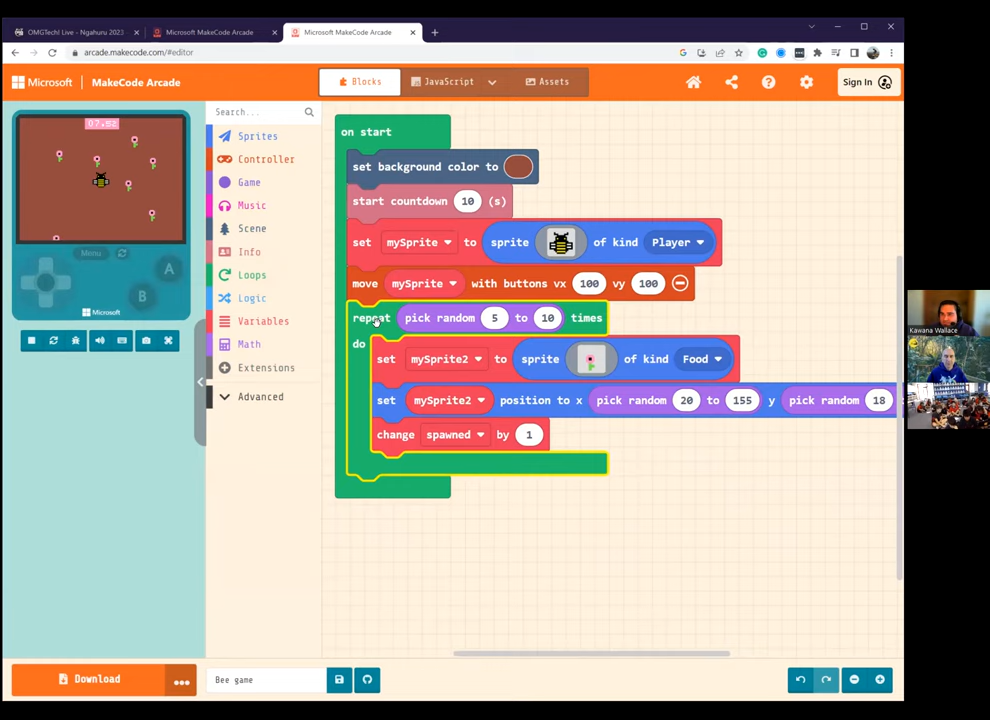 OMGTech! Live - Ngahuru 2023
Microsoft MakeCode Arcade
Microsoft MakeCode Arcade
arcade.makecode.com/#editor
Microsoft
MakeCode Arcade
Blocks
JavaScript
Assets
Sign In
Search...
Sprites
Controller
Game
Music
Scene
Info
Loops
Logic
Variables
Math
Extensions
Advanced
Menu
A
B
Microsoft
on start
set background color to
start countdown 10 (s)
set mySprite to sprite of kind Player
move mySprite with buttons vx 100 vy 100
repeat pick random 5 to 10 times
do
set mySprite2 to sprite of kind Food
set mySprite2 position to x pick random 20 to 155 y pick random 18
change spawned by 1
Download
Bee game
Kawana Wallace